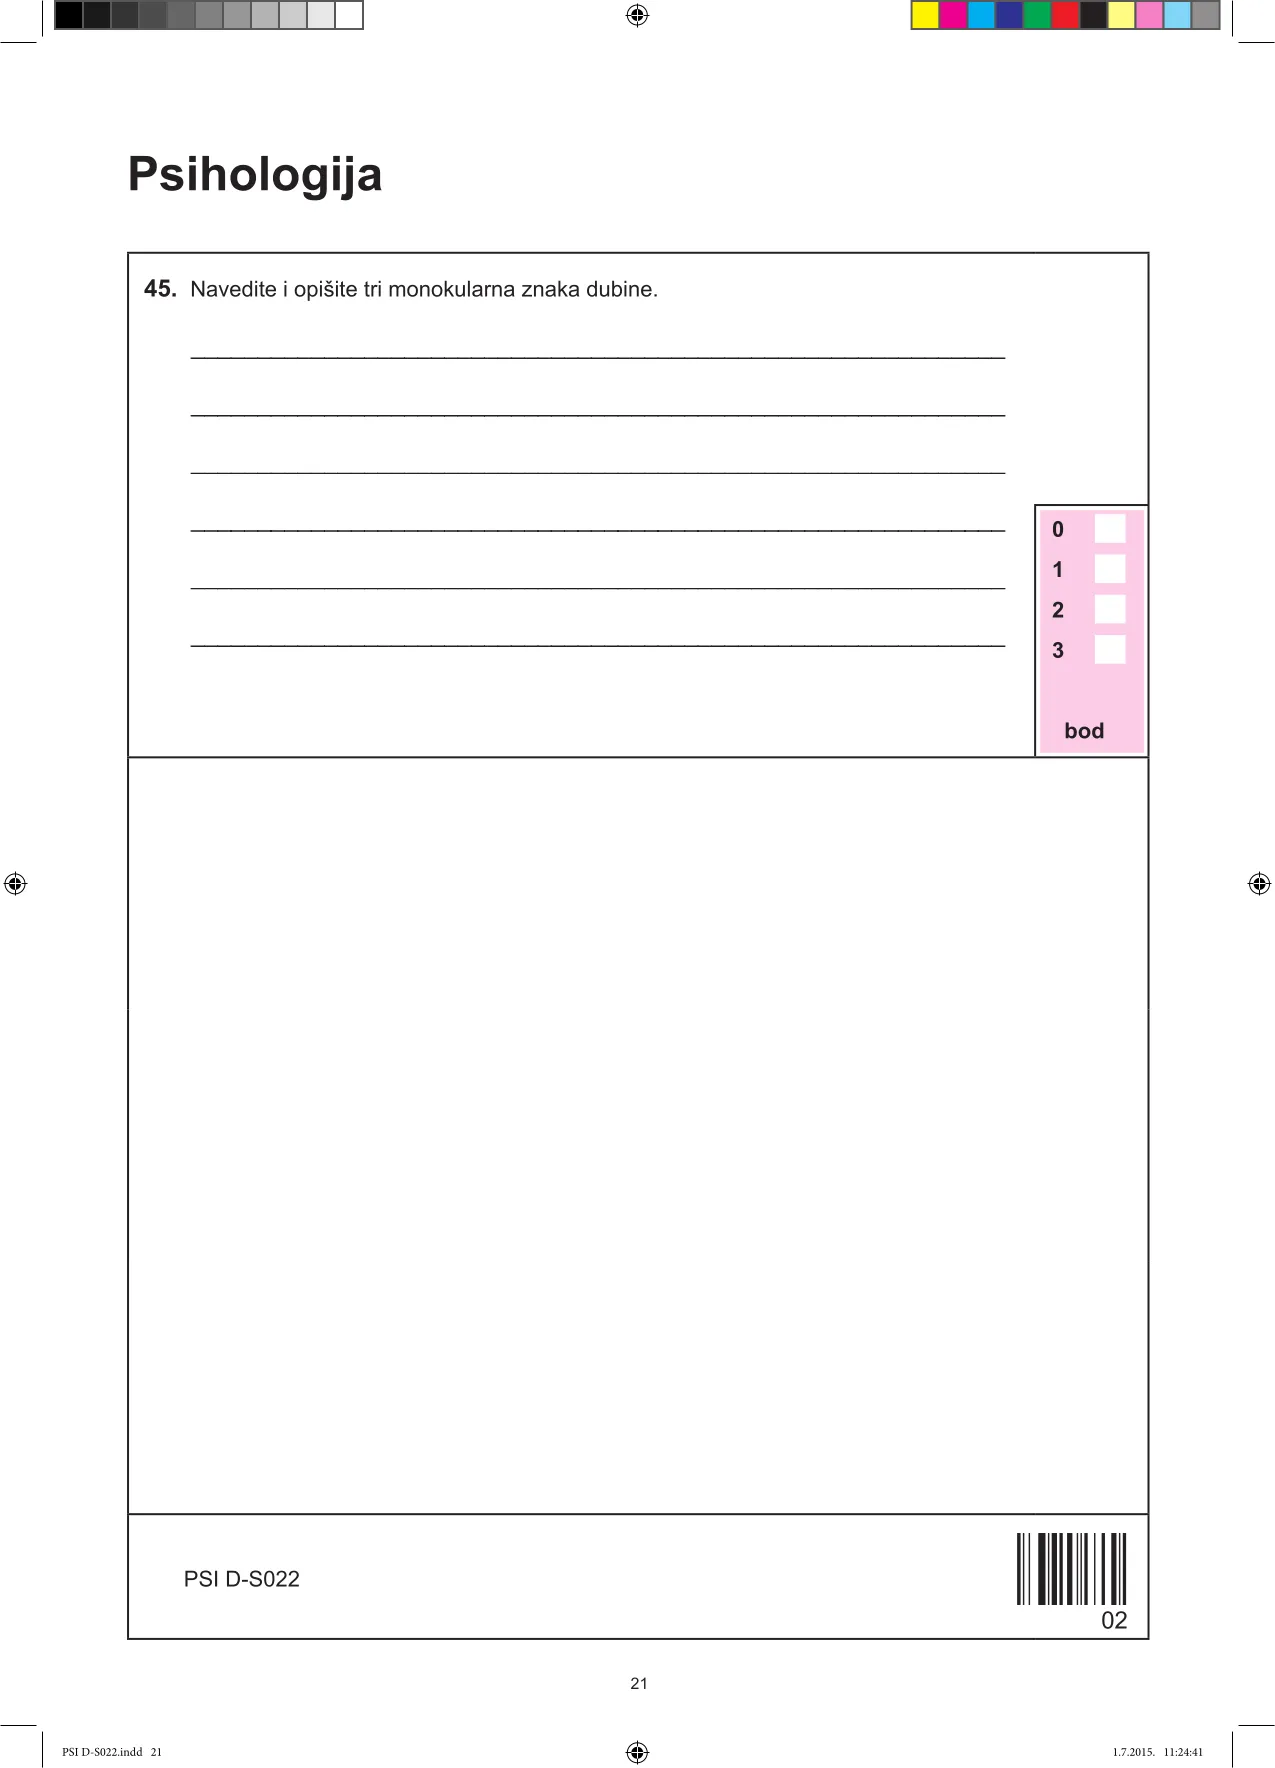 Psihologija
45. Navedite i opišite tri monokularna znaka dubine.
0
1
2
3
bod
PSI D-S022
02
21
PSI D-S022.indd 21
1.7.2015. 11:24:41